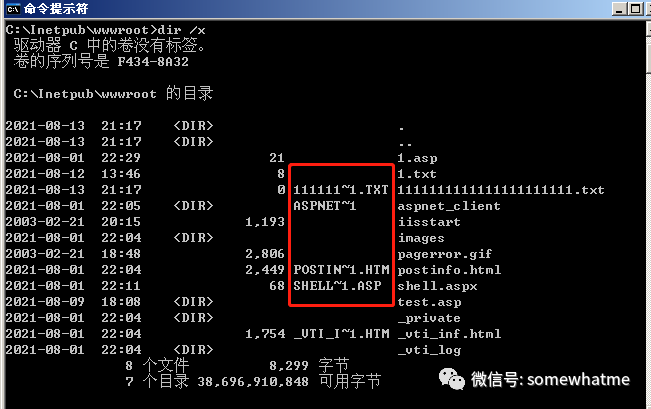 命令提示符
C:\Inetpub\wwwroot>dir /x
驱动器 C 中的卷没有标签。
卷的序列号是 F434-8A32
C:\Inetpub\wwwroot 的目录
2021-08-13 21:17 <DIR> .
2021-08-13 21:17 <DIR> ..
2021-08-01 22:29 21 1.asp
2021-08-12 13:46 8 1.txt
2021-08-13 21:17 0 111111~1.TXT 1111111111111111111111.txt
2021-08-01 22:05 <DIR> ASPNET~1 aspnet_client
2003-02-21 20:15 1,193 iisstart
2021-08-01 22:04 <DIR> images
2003-02-21 18:48 2,806 pagerror.gif
2021-08-01 22:04 2,449 POSTIN~1.HTM postinfo.html
2021-08-01 22:11 68 SHELL~1.ASP shell.aspx
2021-08-09 18:08 <DIR> test.asp
2021-08-01 22:04 <DIR> _private
2021-08-01 22:04 1,754 _VTI_I~1.HTM _vti_inf.html
2021-08-01 22:04 <DIR> _vti_log
8 个文件 8,299 字节
7 个目录 38,696,910,848 可用字节
微信号: somewhatme